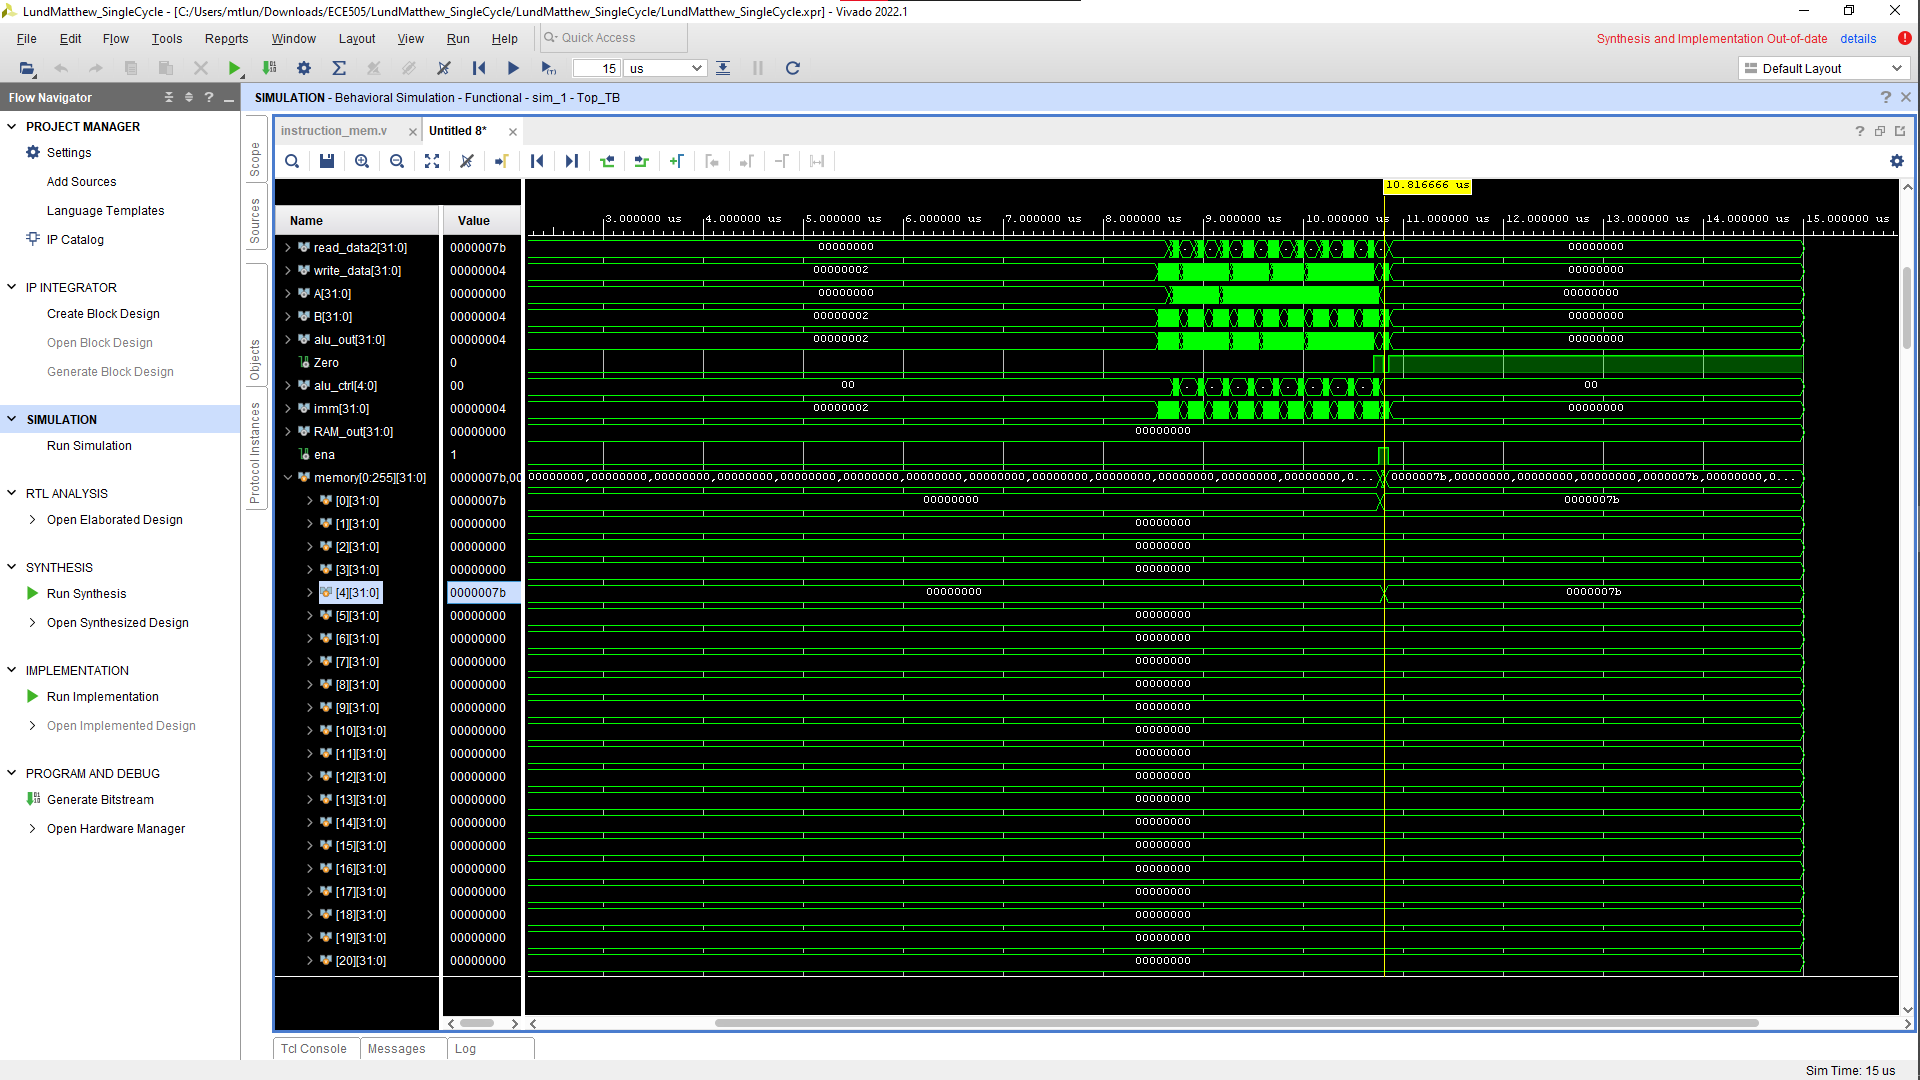 LundMatthew_SingleCycle - [C:/Users/mtlun/Downloads/ECE505/LundMatthew_SingleCycle/LundMatthew_SingleCycle/LundMatthew_SingleCycle.xpr] - Vivado 2022.1
File Edit Flow Tools Reports Window Layout View Run Help Quick Access
Synthesis and Implementation Out-of-date details
15 us
Default Layout
Flow Navigator
SIMULATION - Behavioral Simulation - Functional - sim_1 - Top_TB
PROJECT MANAGER
Settings
Add Sources
Language Templates
IP Catalog
IP INTEGRATOR
Create Block Design
Open Block Design
Generate Block Design
SIMULATION
Run Simulation
RTL ANALYSIS
Open Elaborated Design
SYNTHESIS
Run Synthesis
Open Synthesized Design
IMPLEMENTATION
Run Implementation
Open Implemented Design
PROGRAM AND DEBUG
Generate Bitstream
Open Hardware Manager
Scope
Sources
Objects
Protocol Instances
instruction_mem.v
Untitled 8*
10.816666 us
Name Value
3.000000 us 4.000000 us 5.000000 us 6.000000 us 7.000000 us 8.000000 us 9.000000 us 10.000000 us 11.000000 us 12.000000 us 13.000000 us 14.000000 us 15.000000 us
read_data2[31:0] 0000007b 00000000 00000000
write_data[31:0] 00000004 00000002 00000000
A[31:0] 00000000 00000000 00000000
B[31:0] 00000004 00000002 00000000
alu_out[31:0] 00000004 00000002 00000000
Zero 0
alu_ctrl[4:0] 00 00 00
imm[31:0] 00000004 00000002 00000000
RAM_out[31:0] 00000000 00000000
ena 1
memory[0:255][31:0] 0000007b,00 00000000,00000000,00000000,00000000,00000000,00000000,00000000,00000000,00000000,0... 0000007b,00000000,00000000,00000000,0000007b,00000000,0...
[0][31:0] 0000007b 00000000 0000007b
[1][31:0] 00000000 00000000
[2][31:0] 00000000 00000000
[3][31:0] 00000000 00000000
[4][31:0] 0000007b 00000000 0000007b
[5][31:0] 00000000 00000000
[6][31:0] 00000000 00000000
[7][31:0] 00000000 00000000
[8][31:0] 00000000 00000000
[9][31:0] 00000000 00000000
[10][31:0] 00000000 00000000
[11][31:0] 00000000 00000000
[12][31:0] 00000000 00000000
[13][31:0] 00000000 00000000
[14][31:0] 00000000 00000000
[15][31:0] 00000000 00000000
[16][31:0] 00000000 00000000
[17][31:0] 00000000 00000000
[18][31:0] 00000000 00000000
[19][31:0] 00000000 00000000
[20][31:0] 00000000 00000000
Tcl Console Messages Log
Sim Time: 15 us